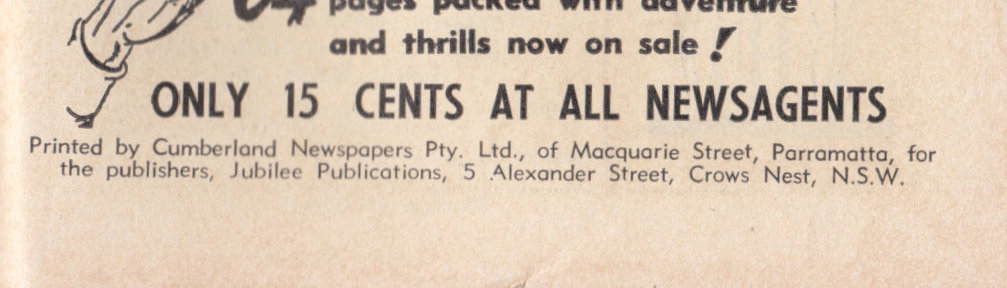 64 pages packed with adventure
and thrills now on sale!
ONLY 15 CENTS AT ALL NEWSAGENTS
Printed by Cumberland Newspapers Pty. Ltd., of Macquarie Street, Parramatta, for
the publishers, Jubilee Publications, 5 Alexander Street, Crows Nest, N.S.W.